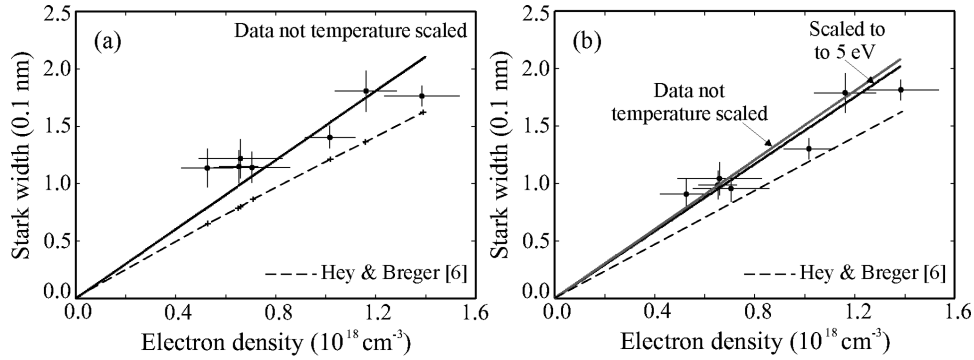 (a)
Data not temperature scaled
Stark width (0.1 nm)
2.5
2.0
1.5
1.0
0.5
0.0
Hey & Breger [6]
0.0 0.4 0.8 1.2 1.6
Electron density (10^18 cm^-3)
(b)
Scaled to
to 5 eV
Data not
temperature scaled
Stark width (0.1 nm)
2.5
2.0
1.5
1.0
0.5
0.0
Hey & Breger [6]
0.0 0.4 0.8 1.2 1.6
Electron density (10^18 cm^-3)